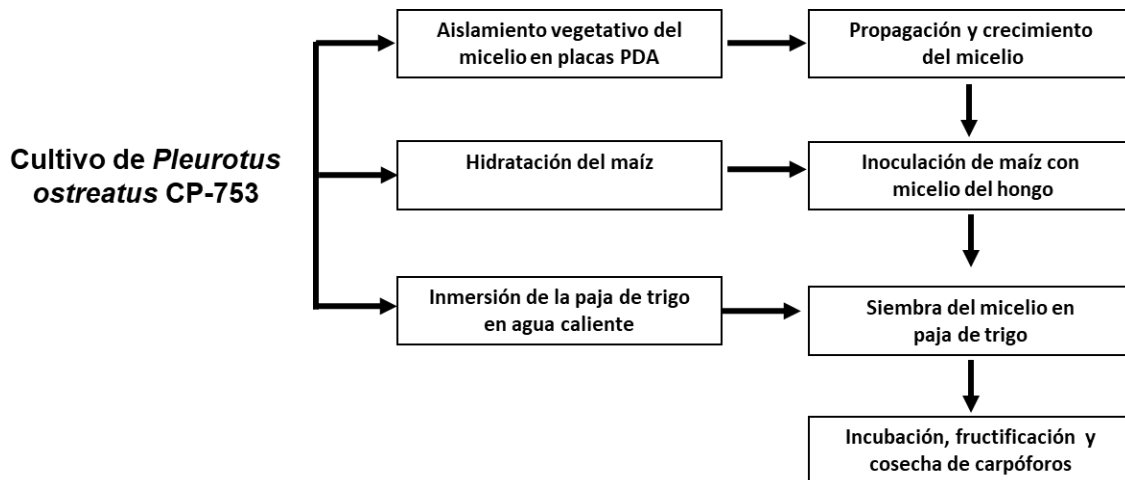 Aislamiento vegetativo del
micelio en placas PDA
Propagación y crecimiento
del micelio
Cultivo de Pleurotus
ostreatus CP-753
Hidratación del maíz
Inoculación de maíz con
micelio del hongo
Inmersión de la paja de trigo
en agua caliente
Siembra del micelio en
paja de trigo
Incubación, fructificación y
cosecha de carpóforos